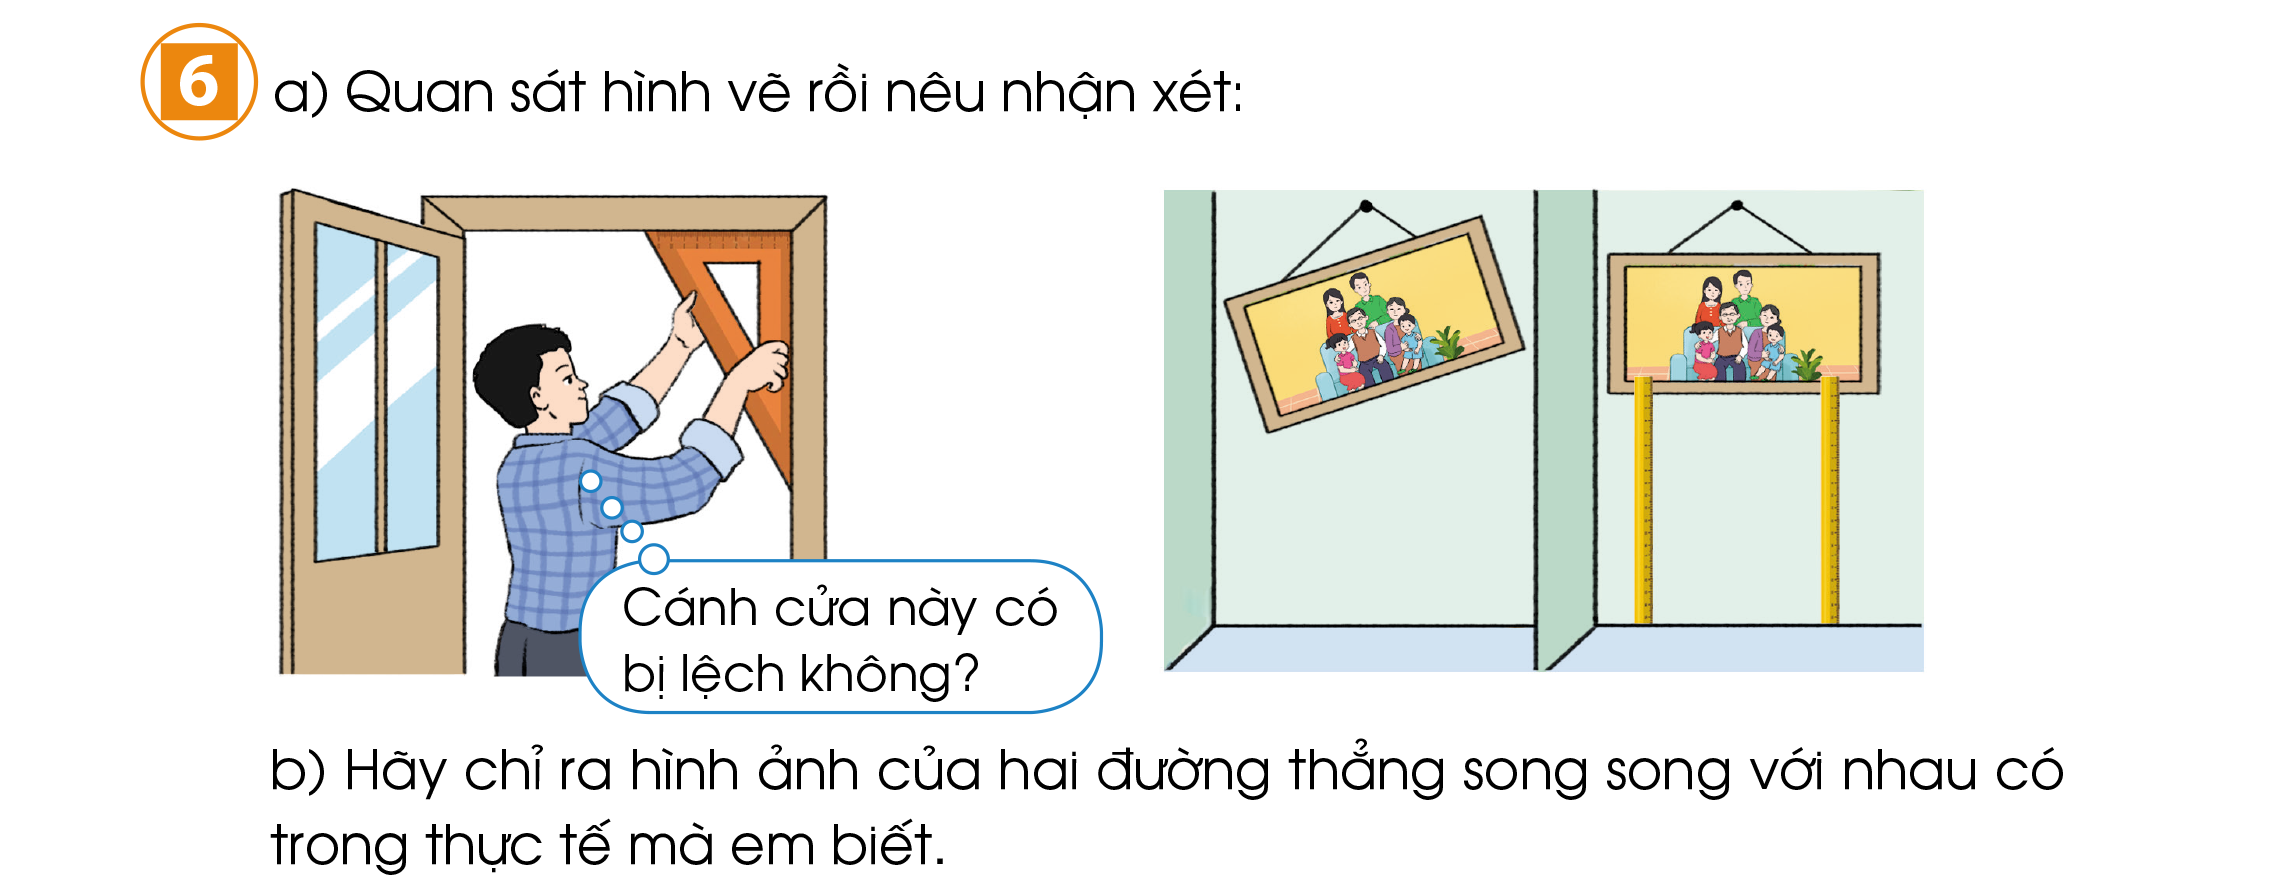 6 a) Quan sát hình vẽ rồi nêu nhận xét:
Cánh cửa này có
bị lệch không?
b) Hãy chỉ ra hình ảnh của hai đường thẳng song song với nhau có
trong thực tế mà em biết.